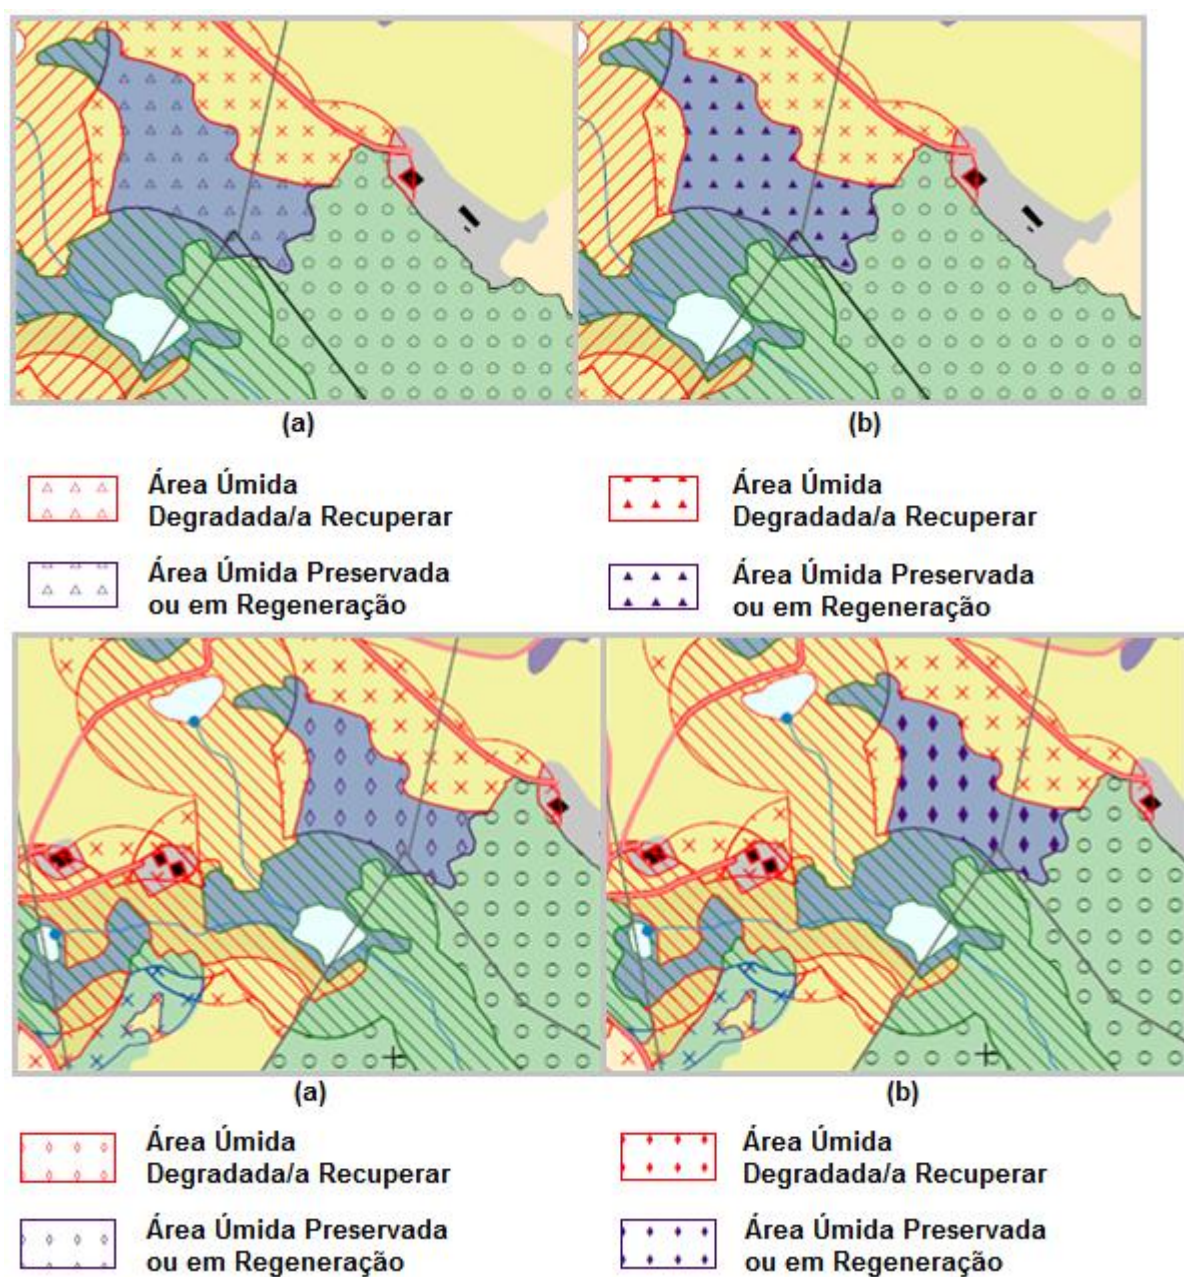 (a)
(b)
Área Úmida
Degradada/a Recuperar
Área Úmida
Degradada/a Recuperar
Área Úmida Preservada
ou em Regeneração
Área Úmida Preservada
ou em Regeneração
(a)
(b)
Área Úmida
Degradada/a Recuperar
Área Úmida
Degradada/a Recuperar
Área Úmida Preservada
ou em Regeneração
Área Úmida Preservada
ou em Regeneração